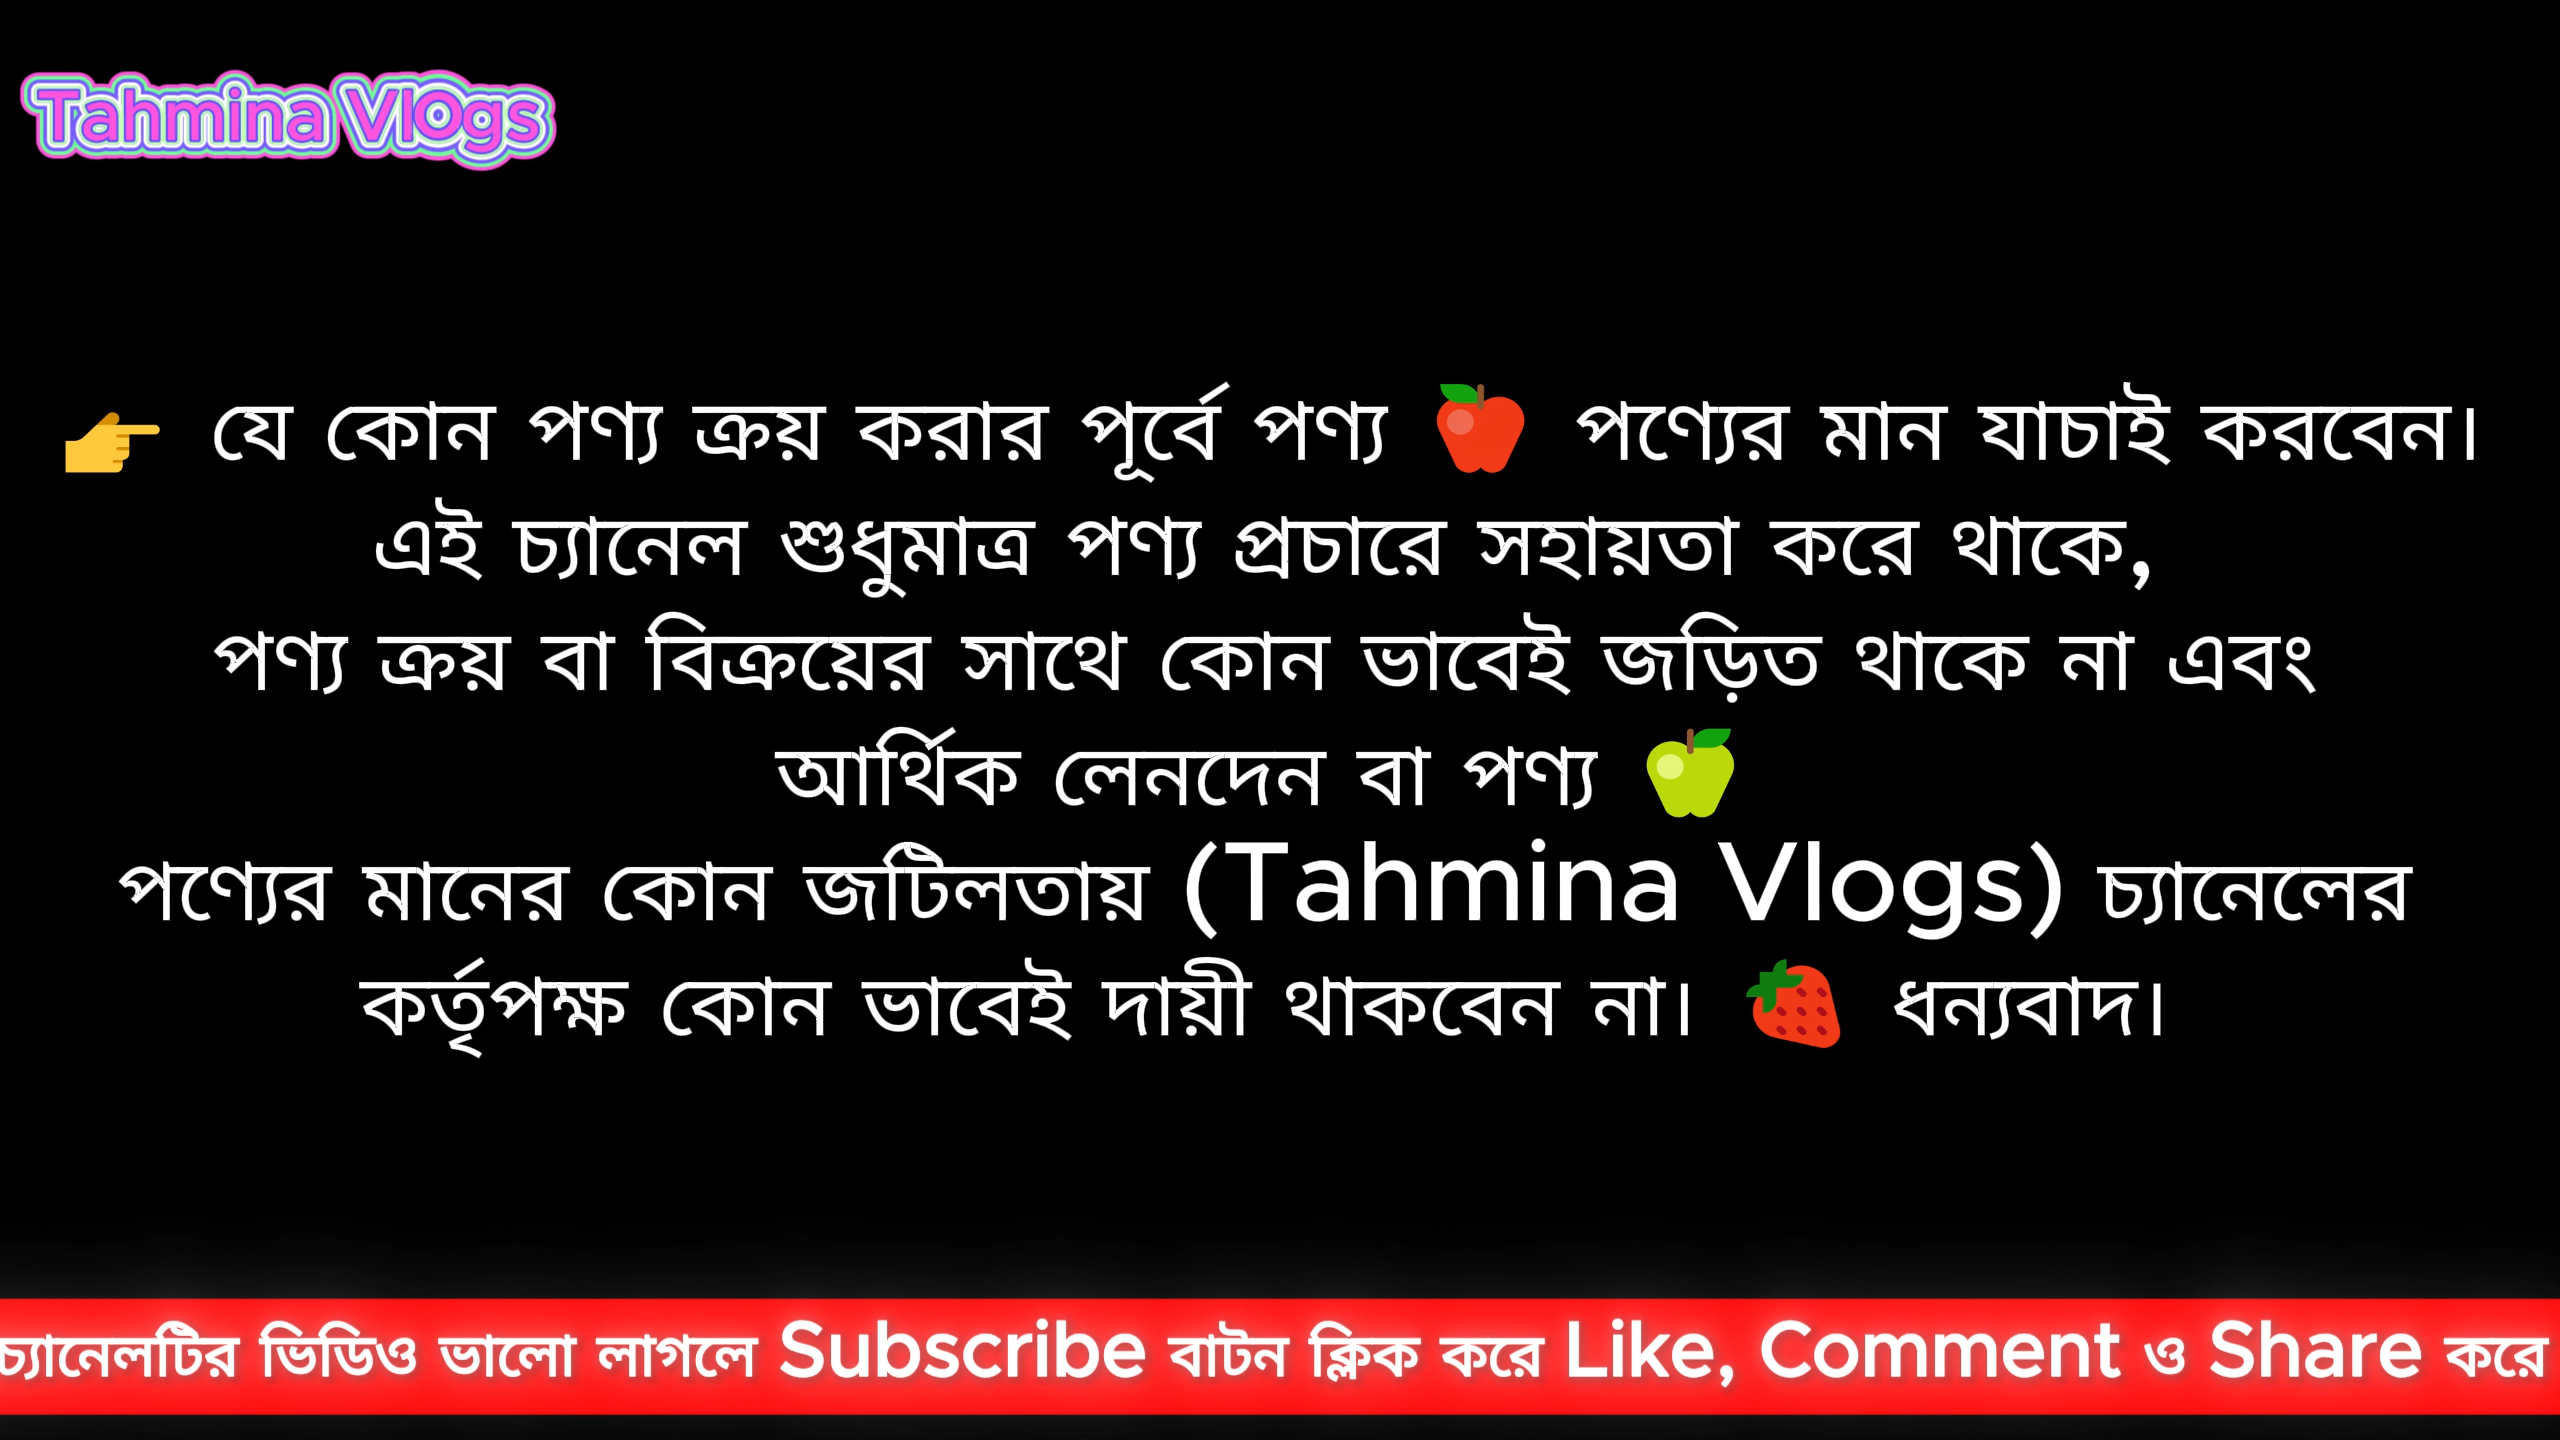 Tahmina Vlogs
👉 যে কোন পণ্য ক্রয় করার পূর্বে পণ্য 🍎 পণ্যের মান যাচাই করবেন।
এই চ্যানেল শুধুমাত্র পণ্য প্রচারে সহায়তা করে থাকে,
পণ্য ক্রয় বা বিক্রয়ের সাথে কোন ভাবেই জড়িত থাকে না এবং
আর্থিক লেনদেন বা পণ্য 🍏
পণ্যের মানের কোন জটিলতায় (Tahmina Vlogs) চ্যানেলের
কর্তৃপক্ষ কোন ভাবেই দায়ী থাকবেন না। 🍓 ধন্যবাদ।
চ্যানেলটির ভিডিও ভালো লাগলে Subscribe বাটন ক্লিক করে Like, Comment ও Share করে